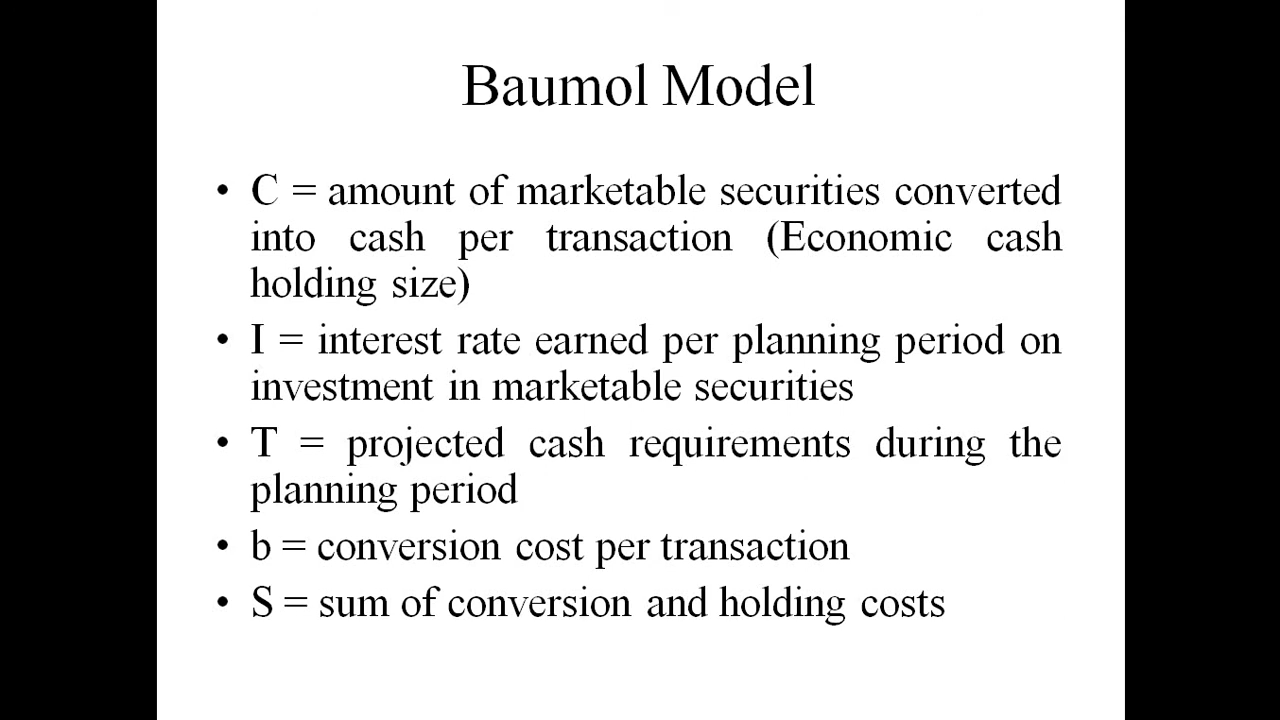 Baumol Model
• C = amount of marketable securities converted
into cash per transaction (Economic cash
holding size)
• I = interest rate earned per planning period on
investment in marketable securities
• T = projected cash requirements during the
planning period
• b = conversion cost per transaction
• S = sum of conversion and holding costs